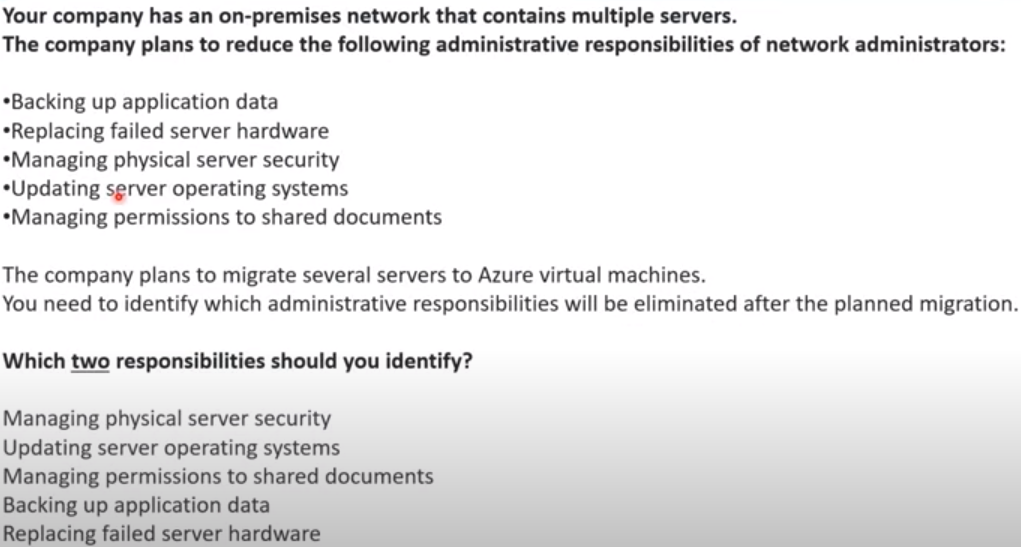 Your company has an on-premises network that contains multiple servers.
The company plans to reduce the following administrative responsibilities of network administrators:
•Backing up application data
•Replacing failed server hardware
•Managing physical server security
•Updating server operating systems
•Managing permissions to shared documents
The company plans to migrate several servers to Azure virtual machines.
You need to identify which administrative responsibilities will be eliminated after the planned migration.
Which two responsibilities should you identify?
Managing physical server security
Updating server operating systems
Managing permissions to shared documents
Backing up application data
Replacing failed server hardware